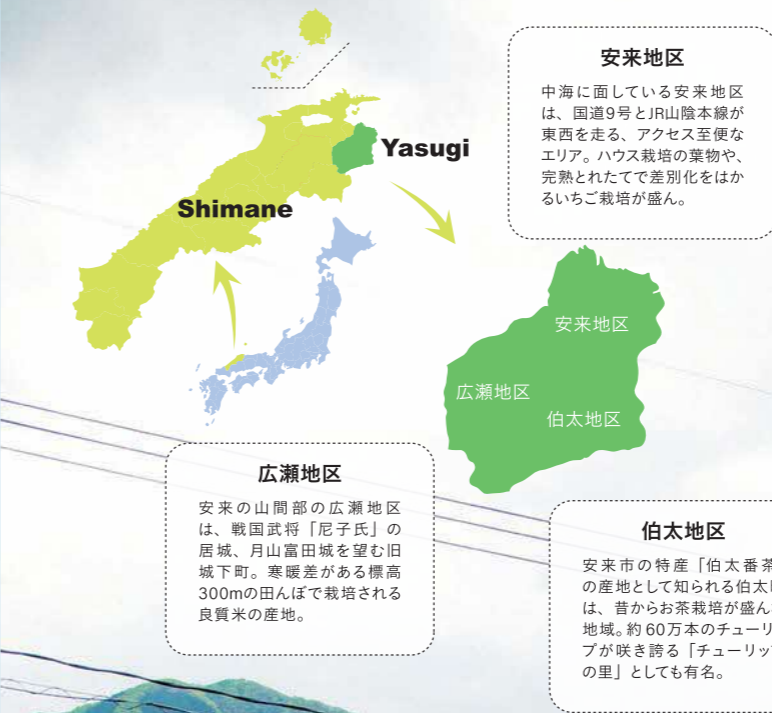 Yasugi
Shimane
安来地区
中海に面している安来地区
は、国道9号とJR山陰本線が
東西を走る、アクセス至便な
エリア。ハウス栽培の葉物や、
完熟とれたてで差別化をはか
るいちご栽培が盛ん。
安来地区
広瀬地区
伯太地区
広瀬地区
安来の山間部の広瀬地区
は、戦国武将「尼子氏」の
居城、月山富田城を望む旧
城下町。寒暖差がある標高
300mの田んぼで栽培される
良質米の産地。
伯太地区
安来市の特産「伯太番茶
の産地として知られる伯太
は、昔からお茶栽培が盛ん
地域。約60万本のチューリ
プが咲き誇る「チューリッ
の里」としても有名。